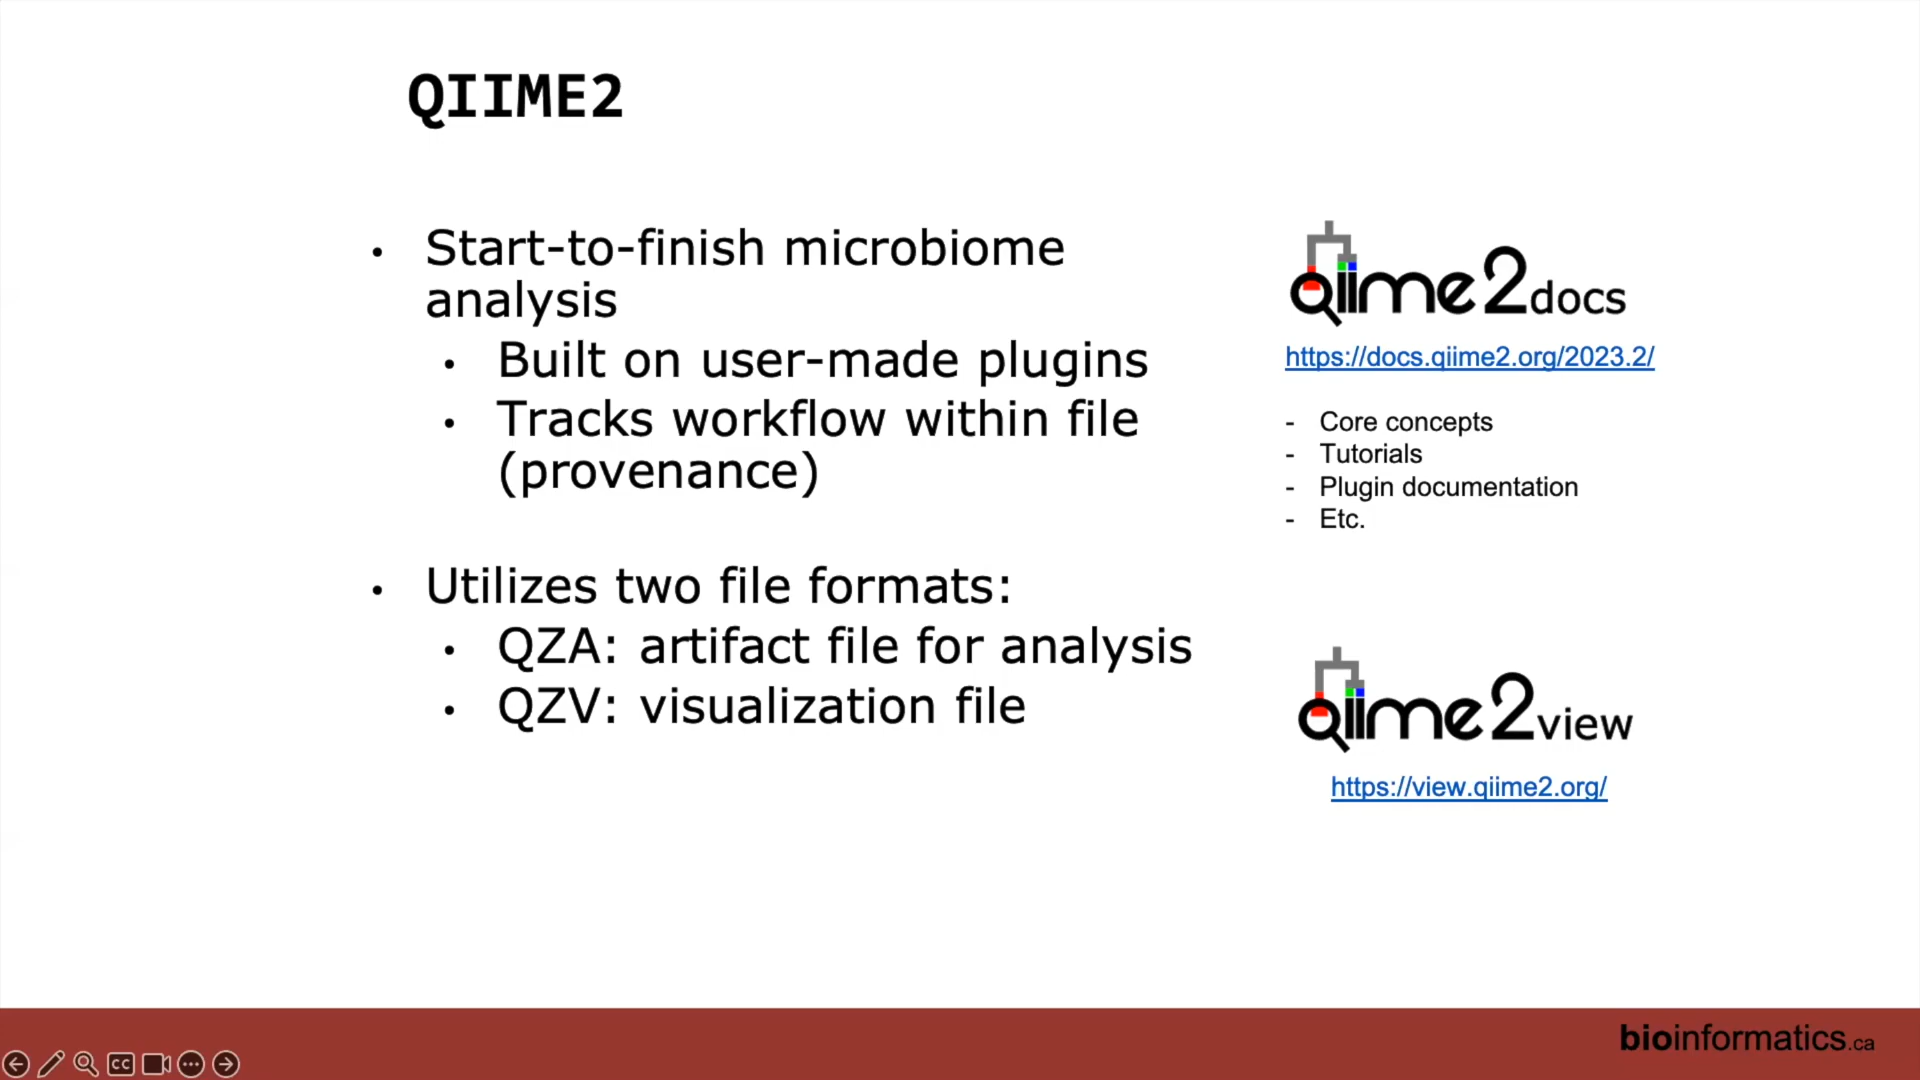 QIIME2
• Start-to-finish microbiome
analysis
• Built on user-made plugins
• Tracks workflow within file
(provenance)
• Utilizes two file formats:
• QZA: artifact file for analysis
• QZV: visualization file
qiime2docs
https://docs.qiime2.org/2023.2/
- Core concepts
- Tutorials
- Plugin documentation
- Etc.
qiime2view
https://view.qiime2.org/
bioinformatics.ca
CC